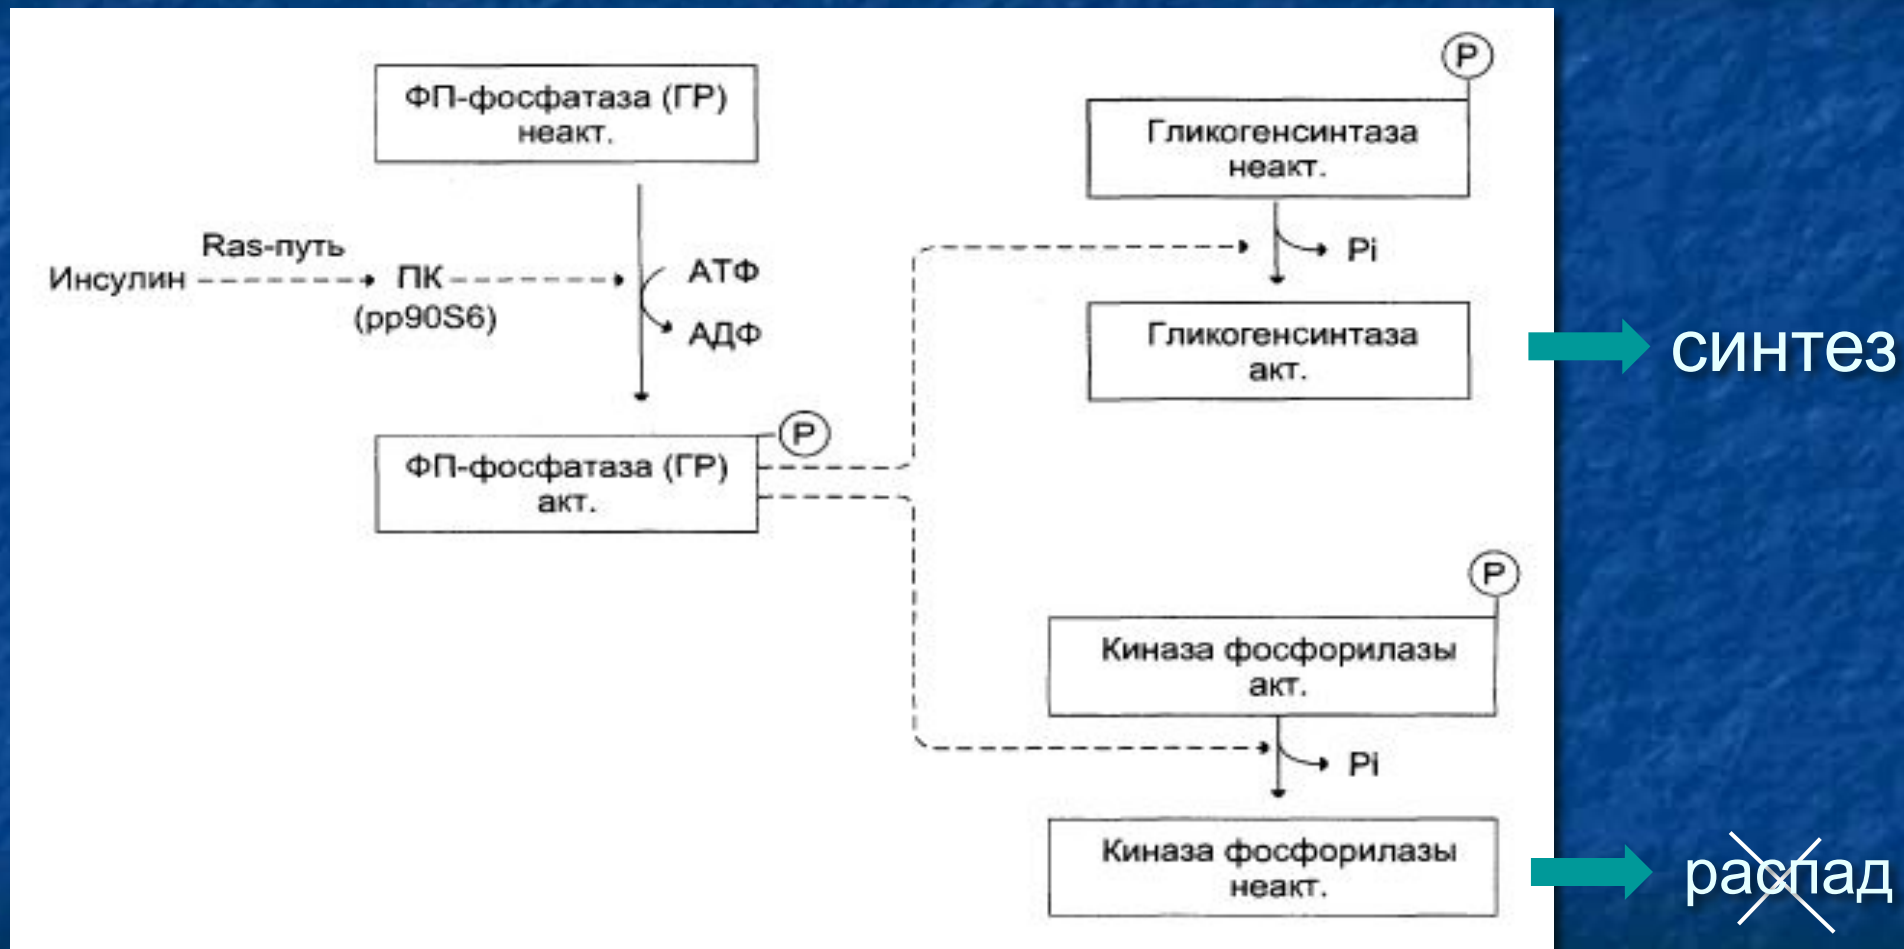 ФП-фосфатаза (ГР)
неакт.
Ras-путь
Инсулин
ПК
(pp90S6)
АТФ
АДФ
P
ФП-фосфатаза (ГР)
акт.
P
Гликогенсинтаза
неакт.
Pi
Гликогенсинтаза
акт.
синтез
P
Киназа фосфорилазы
акт.
Pi
Киназа фосфорилазы
неакт.
распад